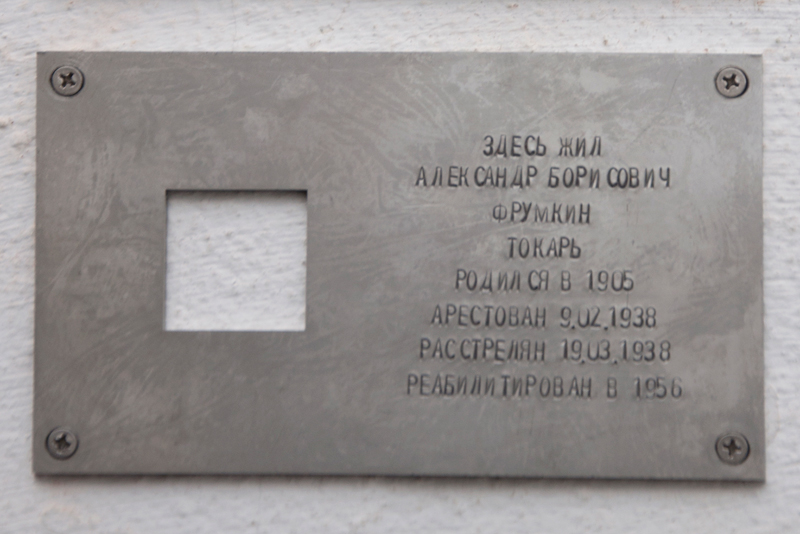 ЗДЕСЬ ЖИЛ
АЛЕКСАНДР БОРИСОВИЧ
ФРУМКИН
ТОКАРЬ
РОДИЛСЯ В 1905
АРЕСТОВАН 9.02.1938
РАССТРЕЛЯН 19.03.1938
РЕАБИЛИТИРОВАН В 1956